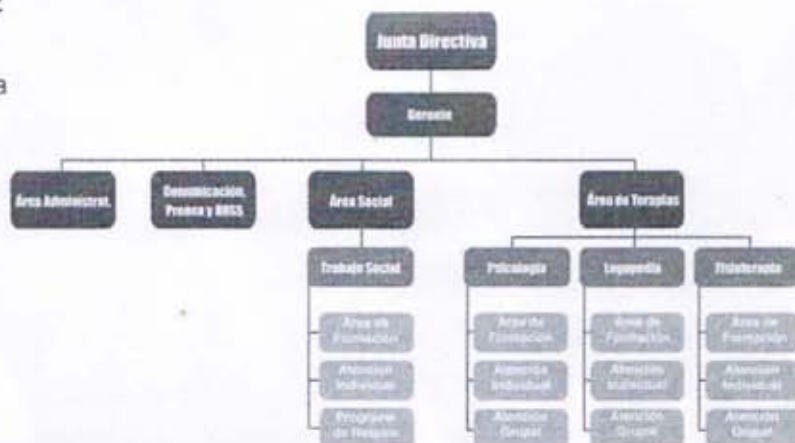 a
Junta Directiva
Gerente
Área Administrat.
Comunicación,
Prensa y RRSS
Área Social
Área de Terapias
Trabajo Social
Psicología
Logopedia
Fisioterapia
Área de
Formación
Área de
Formación
Área de
Formación
Área de
Formación
Atención
Individual
Atención
Individual
Atención
Individual
Atención
Individual
Programa
de Respiro
Atención
Grupal
Atención
Grupal
Atención
Grupal